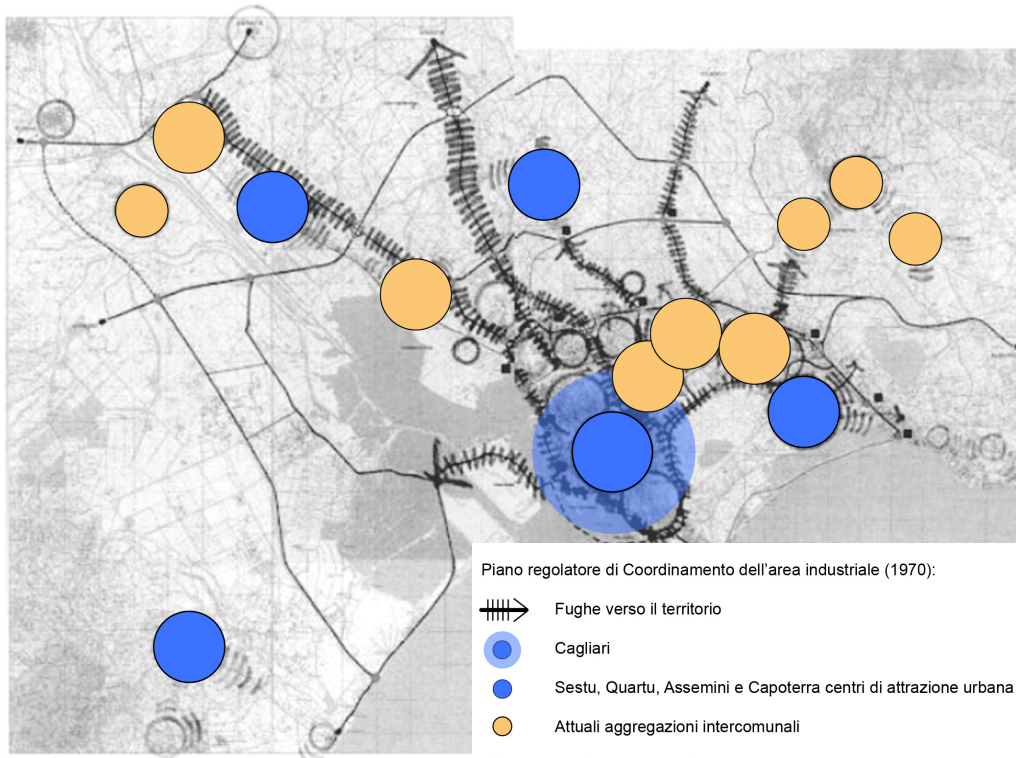 Piano regolatore di Coordinamento dell'area industriale (1970):
Fughe verso il territorio
Cagliari
Sestu, Quartu, Assemini e Capoterra centri di attrazione urbana
Attuali aggregazioni intercomunali